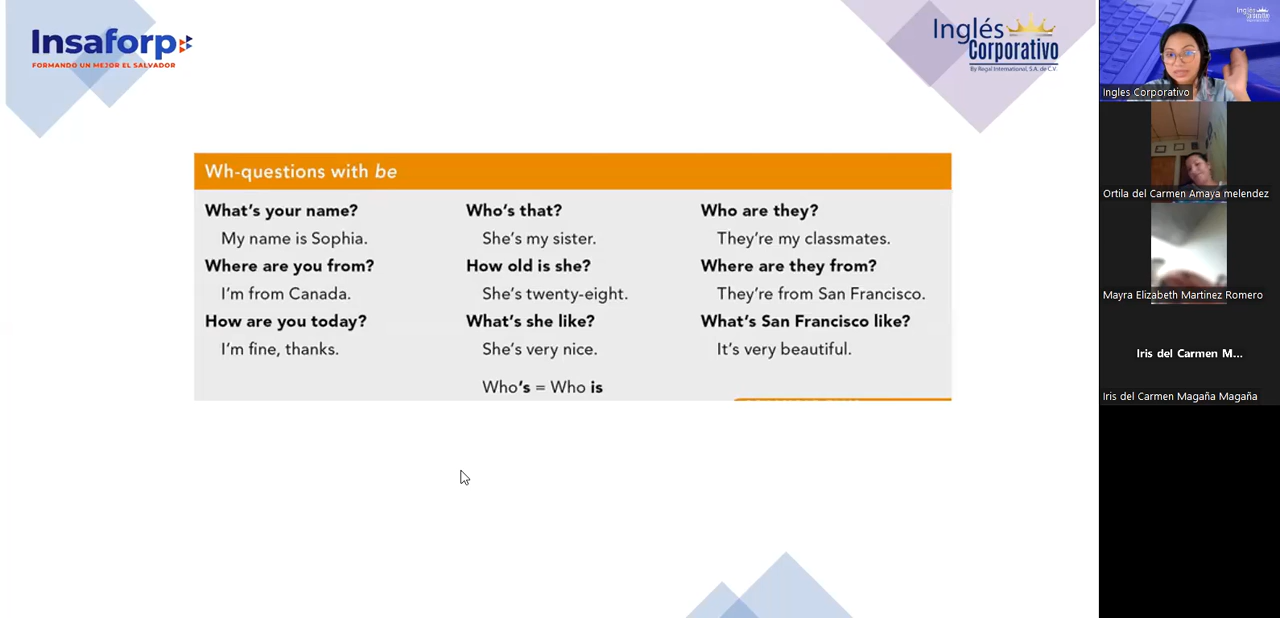 Insaforp
FORMANDO UN MEJOR EL SALVADOR
Inglés
Corporativo
By Regal International, S.A. de C.V.
Wh-questions with be
What's your name?
My name is Sophia.
Where are you from?
I'm from Canada.
How are you today?
I'm fine, thanks.
Who's that?
She's my sister.
How old is she?
She's twenty-eight.
What's she like?
She's very nice.
Who's = Who is
Who are they?
They're my classmates.
Where are they from?
They're from San Francisco.
What's San Francisco like?
It's very beautiful.
Inglés
Ingles Corporativo
Ortila del Carmen Amaya melendez
Mayra Elizabeth Martinez Romero
Iris del Carmen M...
Iris del Carmen Magaña Magaña